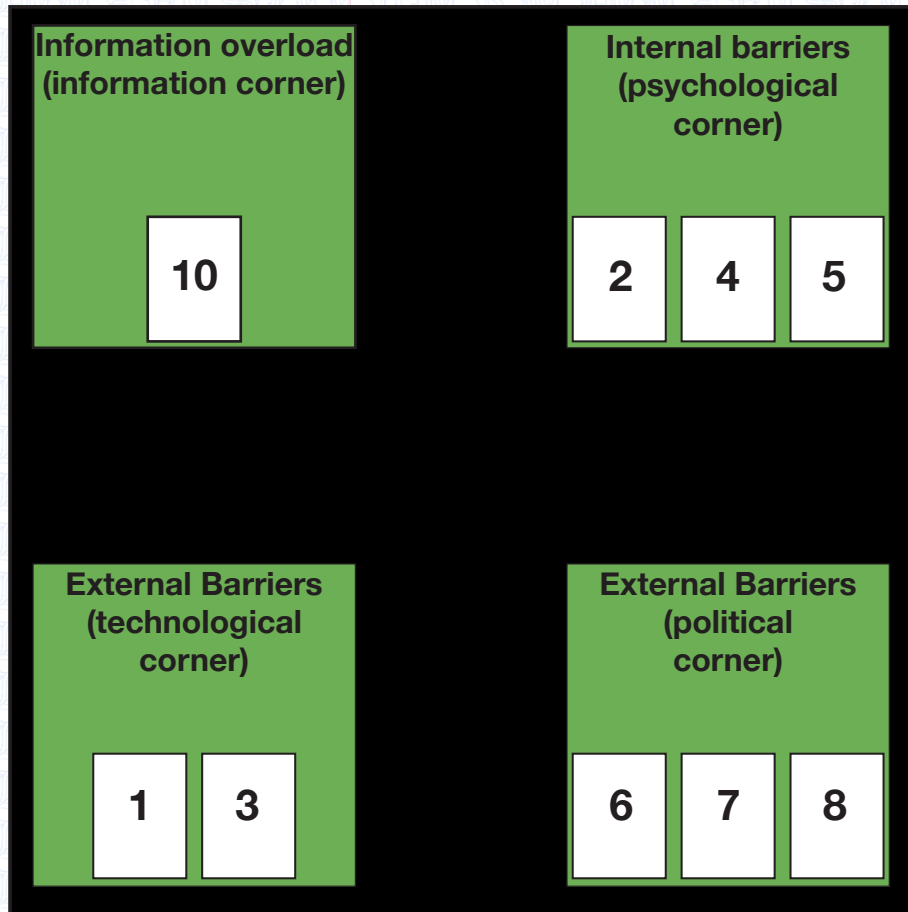 Information overload
(information corner)
10
Internal barriers
(psychological
corner)
2 4 5
External Barriers
(technological
corner)
1 3
External Barriers
(political
corner)
6 7 8